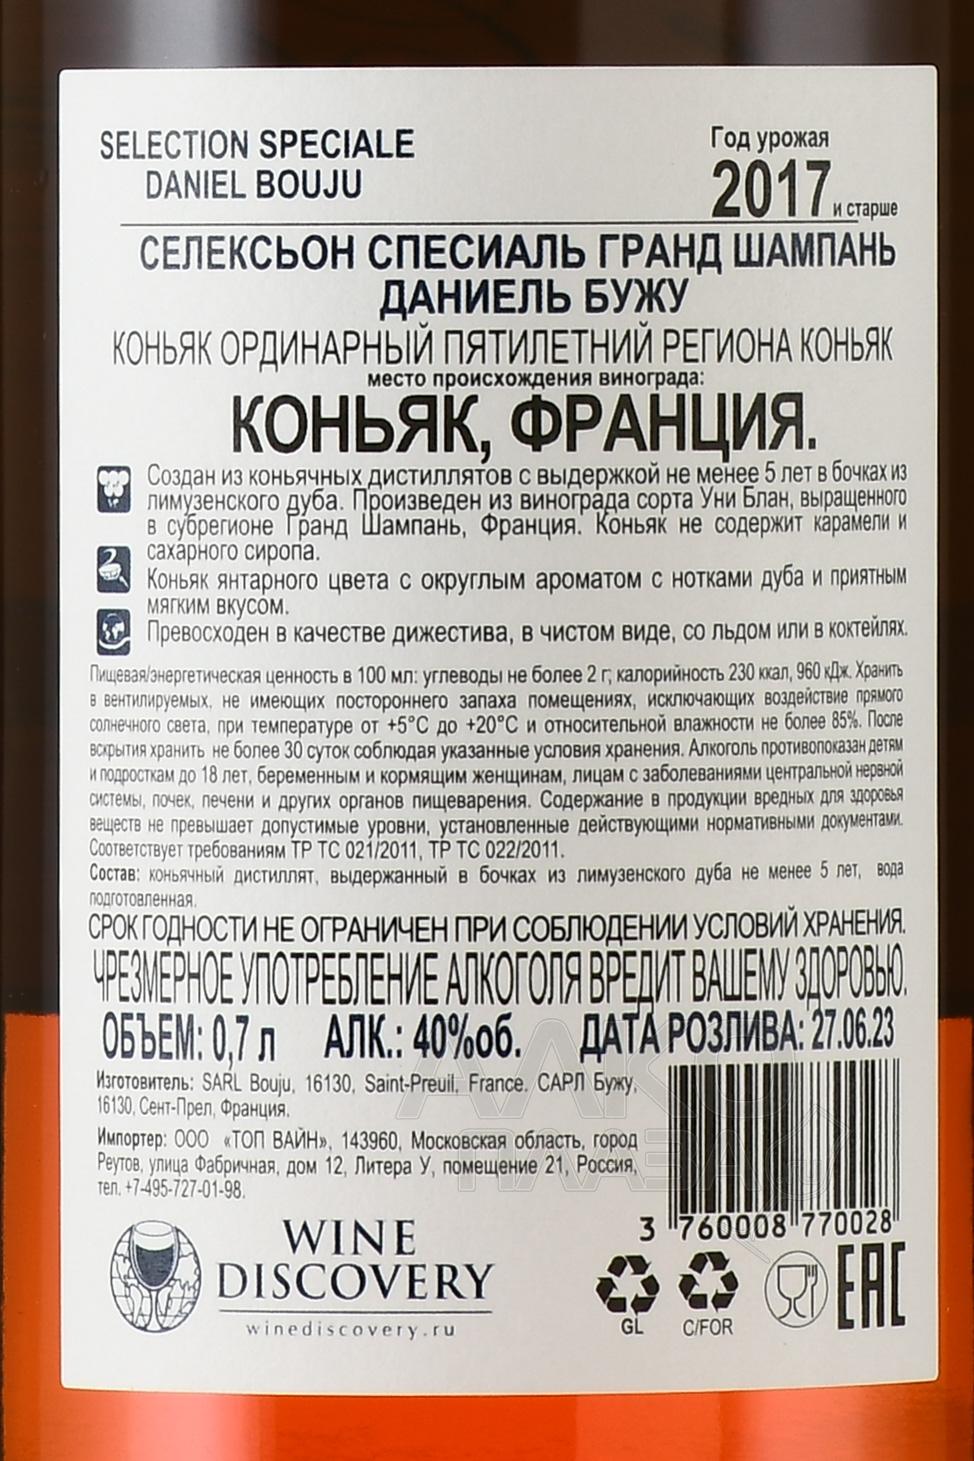 SELECTION SPECIALE
DANIEL BOUJU
Год урожая
2017 и старше
СЕЛЕКСЬОН СПЕСИАЛЬ ГРАНД ШАМПАНЬ
ДАНИЕЛЬ БУЖУ
КОНЬЯК ОРДИНАРНЫЙ ПЯТИЛЕТНИЙ РЕГИОНА КОНЬЯК
место происхождения винограда:
КОНЬЯК, ФРАНЦИЯ.
Создан из коньячных дистиллятов с выдержкой не менее 5 лет в бочках из
лимузенского дуба. Произведен из винограда сорта Уни Блан, выращенного
в субрегионе Гранд Шампань, Франция. Коньяк не содержит карамели и
сахарного сиропа.
Коньяк янтарного цвета с округлым ароматом с нотками дуба и приятным
мягким вкусом.
Превосходен в качестве дижестива, в чистом виде, со льдом или в коктейлях.
Пищевая/энергетическая ценность в 100 мл: углеводы не более 2 г; калорийность 230 ккал, 960 кДж. Хранить
в вентилируемых, не имеющих постороннего запаха помещениях, исключающих воздействие прямого
солнечного света, при температуре от +5°С до +20°С и относительной влажности не более 85%. После
вскрытия хранить не более 30 суток соблюдая указанные условия хранения. Алкоголь противопоказан детям
и подросткам до 18 лет, беременным и кормящим женщинам, лицам с заболеваниями центральной нервной
системы, почек, печени и других органов пищеварения. Содержание в продукции вредных для здоровья
веществ не превышает допустимые уровни, установленные действующими нормативными документами.
Соответствует требованиям ТР ТС 021/2011, ТР ТС 022/2011.
Состав: коньячный дистиллят, выдержанный в бочках из лимузенского дуба не менее 5 лет, вода
подготовленная.
СРОК ГОДНОСТИ НЕ ОГРАНИЧЕН ПРИ СОБЛЮДЕНИИ УСЛОВИЙ ХРАНЕНИЯ.
ЧРЕЗМЕРНОЕ УПОТРЕБЛЕНИЕ АЛКОГОЛЯ ВРЕДИТ ВАШЕМУ ЗДОРОВЬЮ.
ОБЪЕМ: 0,7 л АЛК.: 40%об. ДАТА РОЗЛИВА: 27.06.23
Изготовитель: SARL Bouju, 16130, Saint-Preuil, France. САРЛ Бужу,
16130, Сент-Прел, Франция.
Импортер: ООО «ТОП ВАЙН», 143960, Московская область, город
Реутов, улица Фабричная, дом 12, Литера У, помещение 21, Россия,
тел. +7-495-727-01-98.
АЛКО
ПЛАЗА
3 760008 770028
WINE
DISCOVERY
winediscovery.ru
GL
C/FOR
EAC